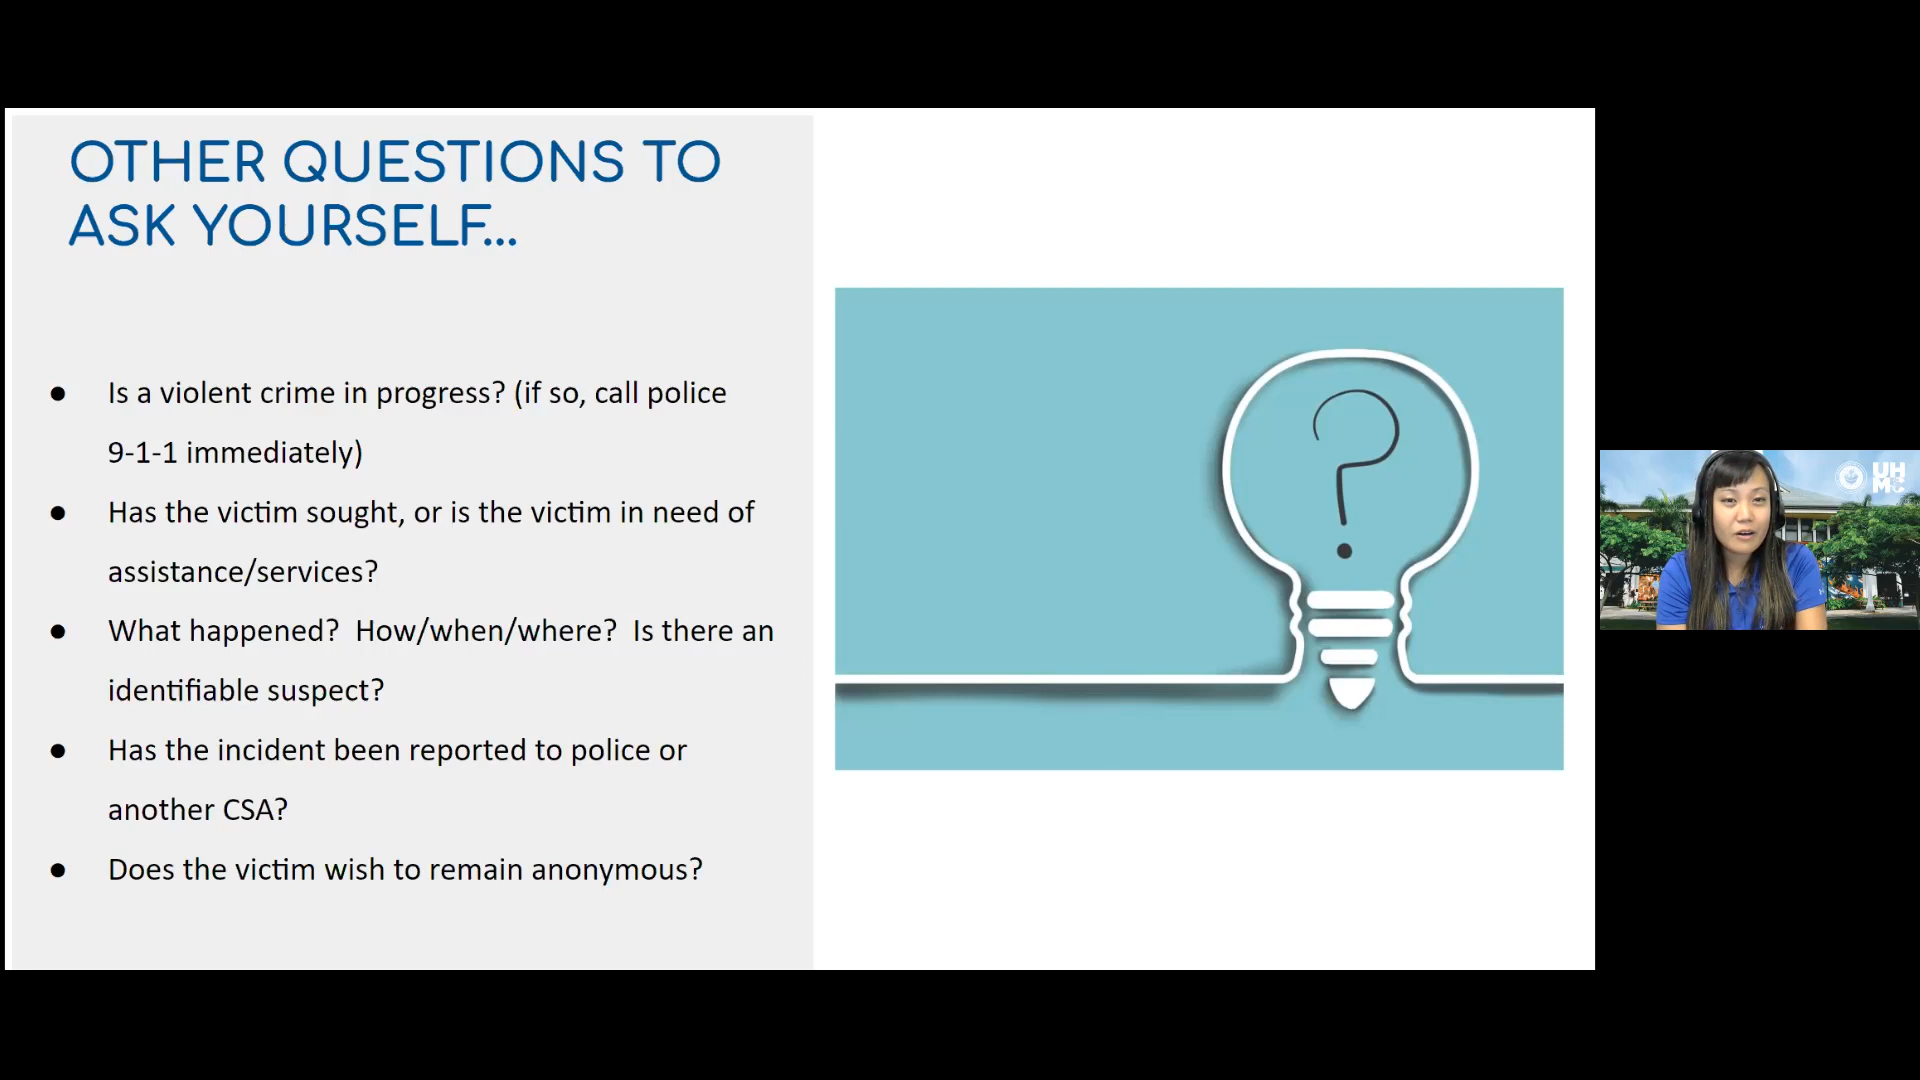 OTHER QUESTIONS TO
ASK YOURSELF...
● Is a violent crime in progress? (if so, call police
9-1-1 immediately)
● Has the victim sought, or is the victim in need of
assistance/services?
● What happened?  How/when/where?  Is there an
identifiable suspect?
● Has the incident been reported to police or
another CSA?
● Does the victim wish to remain anonymous?
?
UH
MC